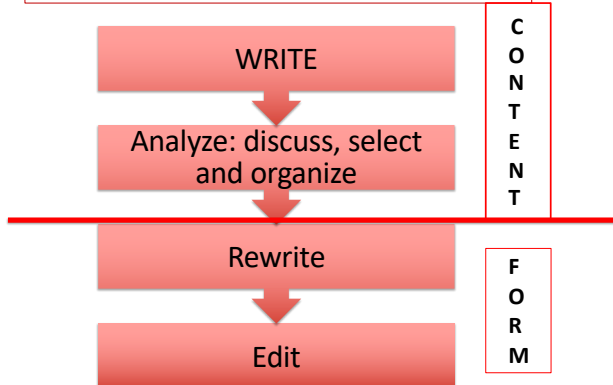 WRITE
Analyze: discuss, select
and organize
Rewrite
Edit
C
O
N
T
E
N
T
F
O
R
M